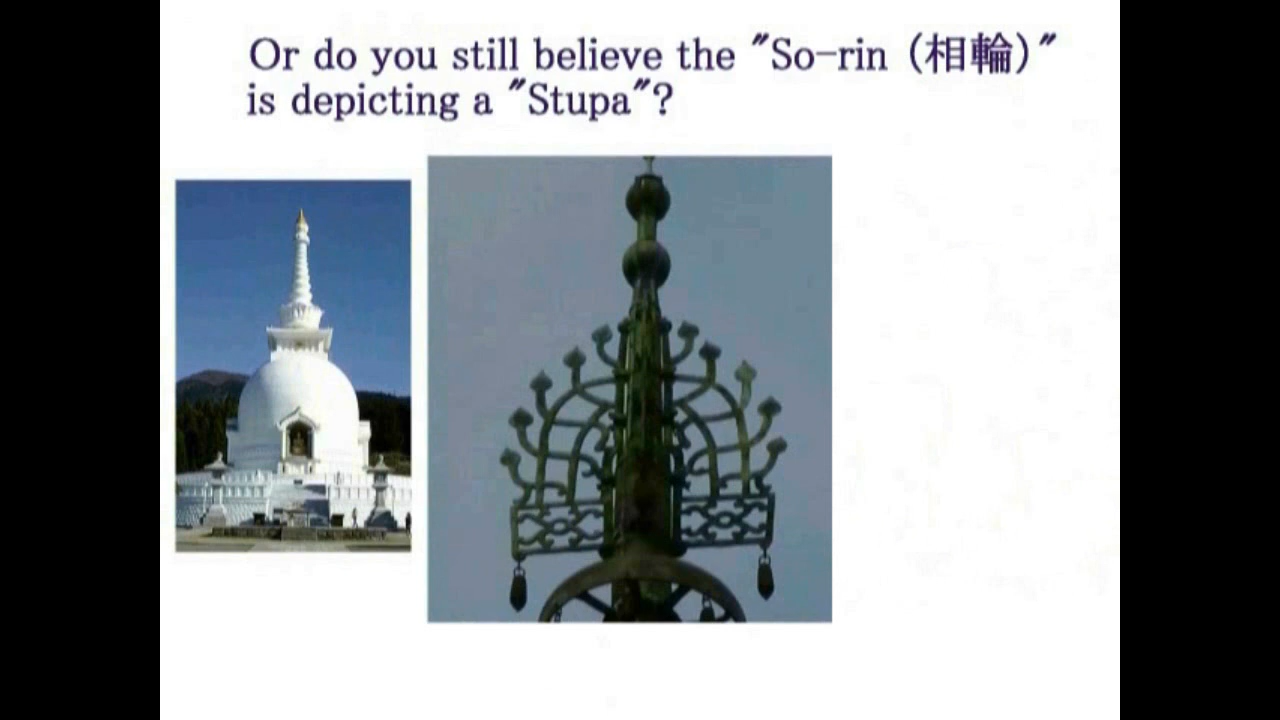 Or do you still believe the "So-rin (相輪)"
is depicting a "Stupa"?